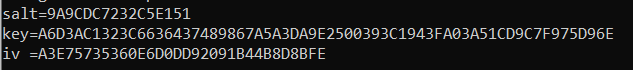 salt=9A9CDC7232C5E151
key=A6D3AC1323C6636437489867A5A3DA9E2500393C1943FA03A51CD9C7F975D96E
iv =A3E75735360E6D0DD92091B44B8D8BFE